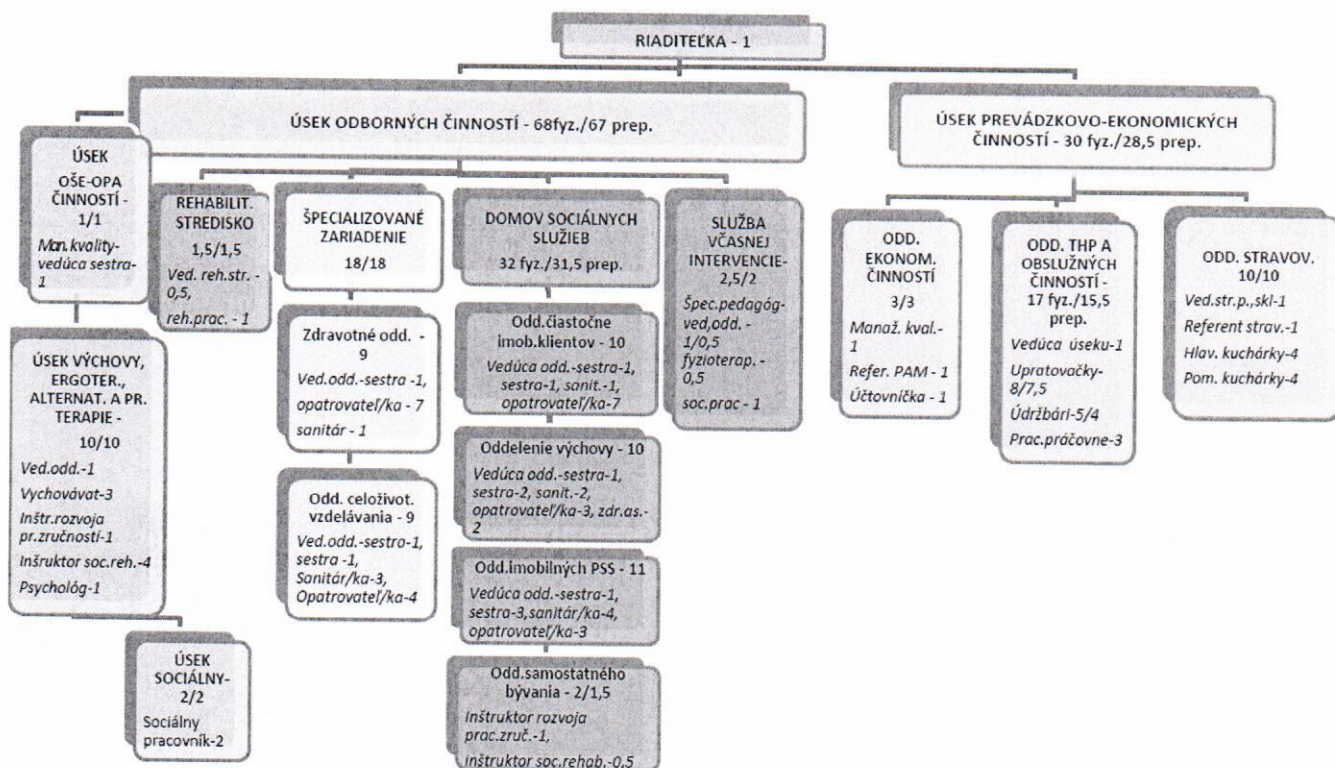 RIADITEĽKA - 1
ÚSEK ODBORNÝCH ČINNOSTÍ - 68fyz./67 prep.
ÚSEK PREVÁDZKOVO-EKONOMICKÝCH
ČINNOSTÍ - 30 fyz./28,5 prep.
ÚSEK
OŠE-OPA
ČINNOSTÍ -
1/1
Man.kvality-
vedúca sestra-
1
REHABILIT.
STREDISKO
1,5/1,5
Ved. reh.str. -
0,5,
reh.prac. - 1
ŠPECIALIZOVANÉ
ZARIADENIE
18/18
DOMOV SOCIÁLNYCH
SLUŽIEB
32 fyz./31,5 prep.
SLUŽBA
VČASNEJ
INTERVENCIE-
2,5/2
Špec.pedagóg-
ved,odd. -
1/0,5
fyzioterap. -
0,5
soc.prac - 1
ODD.
EKONOM.
ČINNOSTÍ
3/3
Manaž. kval.-
1
Refer. PAM - 1
Účtovníčka - 1
ODD. THP A
OBSLUŽNÝCH
ČINNOSTÍ -
17 fyz./15,5
prep.
Vedúca úseku-1
Upratovačky-
8/7,5
Údržbári-5/4
Prac.práčovne-3
ODD. STRAVOV.
10/10
Ved.str.p.,skl-1
Referent strav.-1
Hlav. kuchárky-4
Pom. kuchárky-4
ÚSEK VÝCHOVY,
ERGOTER.,
ALTERNAT. A PR.
TERAPIE -
10/10
Ved.odd.-1
Vychovávat-3
Inštr.rozvoja
pr.zručností-1
Inšruktor soc.reh.-4
Psychológ-1
Zdravotné odd. -
9
Ved.odd.-sestra -1,
opatrovateľ/ka - 7
sanitár - 1
Odd.čiastočne
imob.klientov - 10
Vedúca odd.-sestra-1,
sestra-1, sanit.-1,
opatrovateľ/ka-7
Oddelenie výchovy - 10
Vedúca odd.-sestra-1,
sestra-2, sanit.-2,
opatrovateľ/ka-3, zdr.as.-
2
Odd. celoživot.
vzdelávania - 9
Ved.odd.-sestra-1,
sestra -1,
Sanitár/ka-3,
Opatrovateľ/ka-4
Odd.imobilných PSS - 11
Vedúca odd.-sestra-1,
sestra-3,sanitár/ka-4,
opatrovateľ/ka-3
ÚSEK
SOCIÁLNY-
2/2
Sociálny
pracovník-2
Odd.samostatného
bývania - 2/1,5
Inštruktor rozvoja
prac.zruč.-1,
inštruktor soc.rehab.-0,5